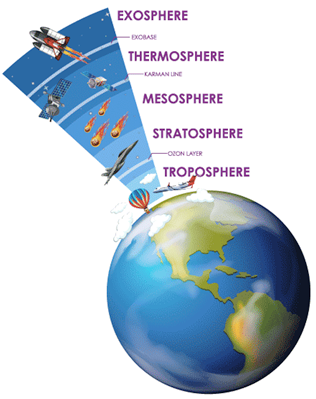 EXOSPHERE
EXOBASE
THERMOSPHERE
KARMAN LINE
MESOSPHERE
STRATOSPHERE
OZON LAYER
TROPOSPHERE